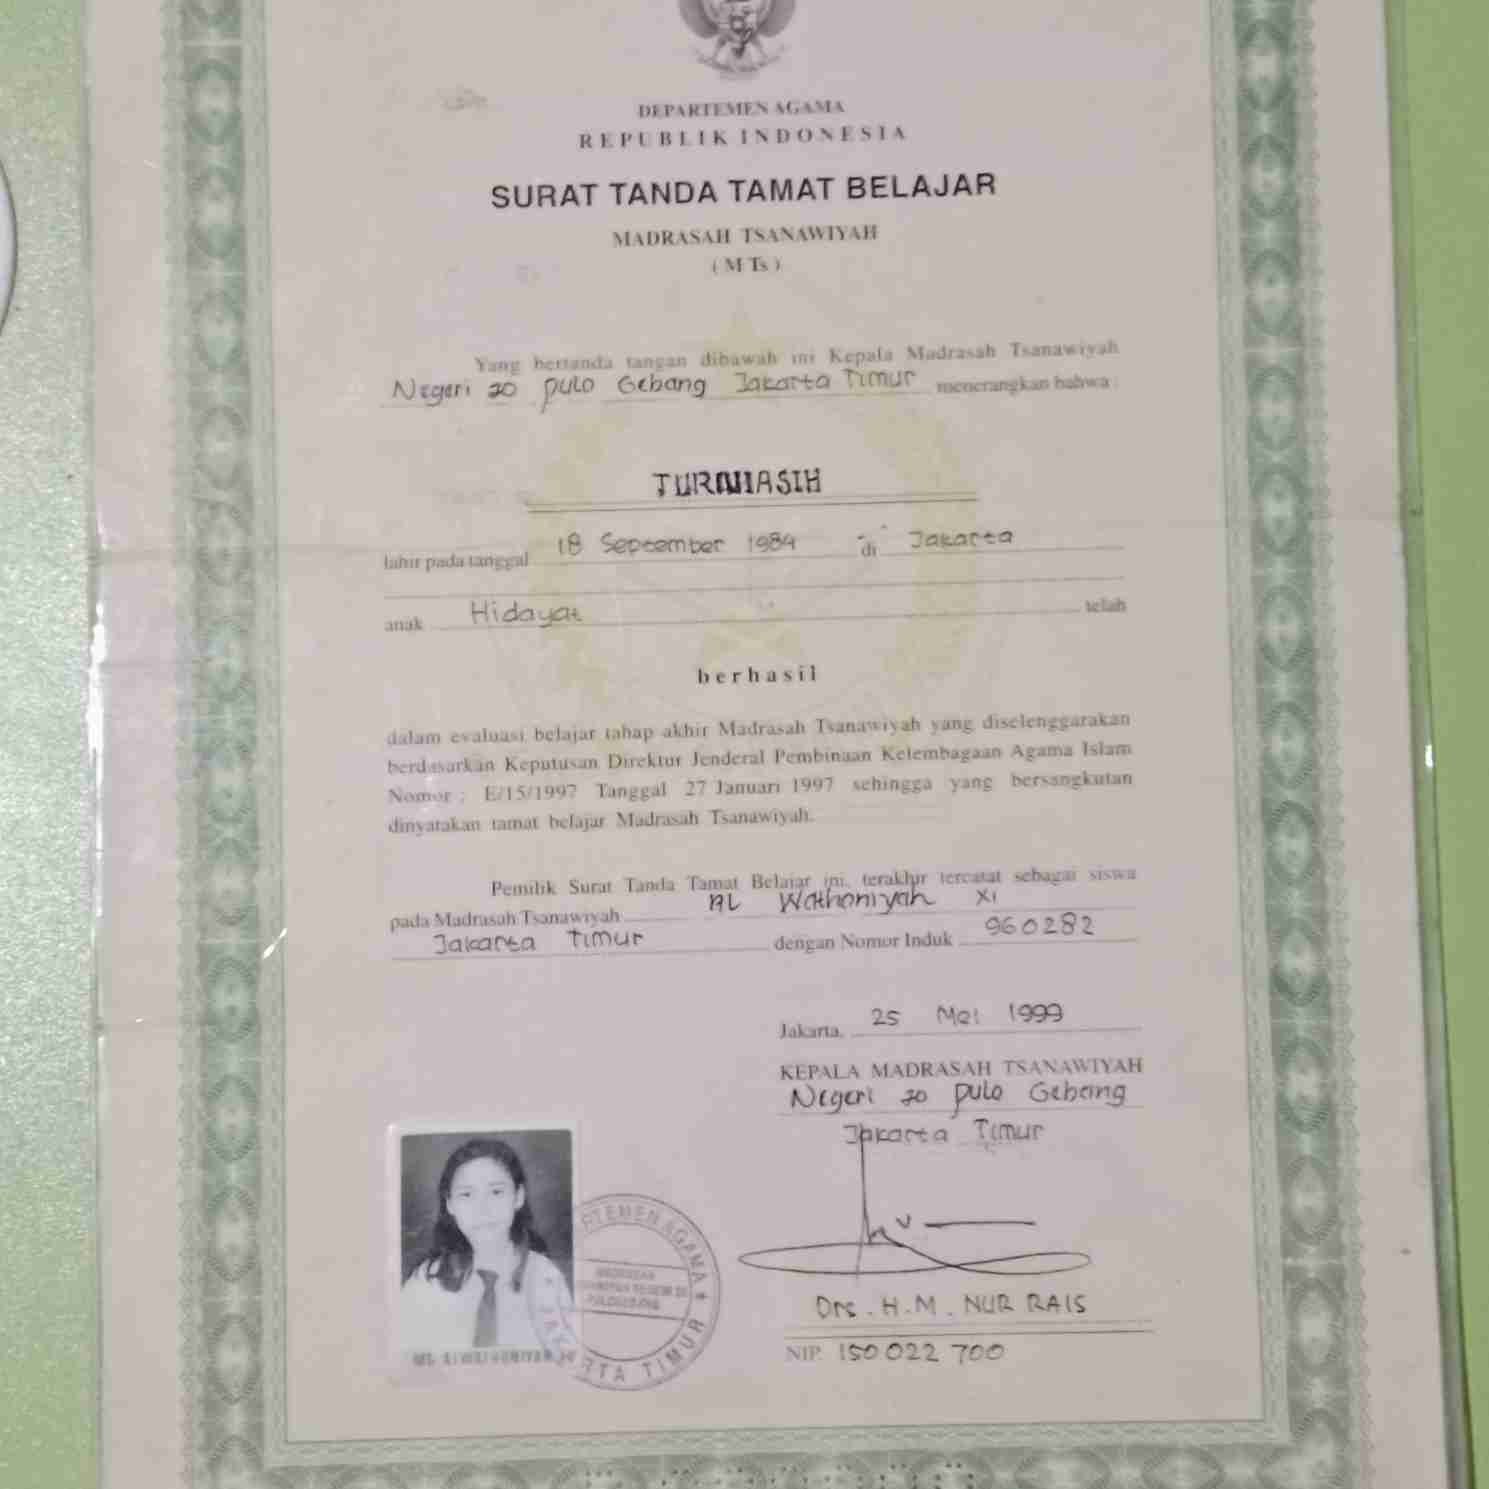 DEPARTEMEN AGAMA
REPUBLIK INDONESIA
SURAT TANDA TAMAT BELAJAR
MADRASAH TSANAWIYAH
( M Ts )
Yang bertanda tangan dibawah ini Kepala Madrasah Tsanawiyah
Negeri 20 Pulo Gebang Jakarta Timur menerangkan bahwa :
lahir pada tanggal 18 September 1984 di Jakarta
anak Hidayat telah
berhasil
dalam evaluasi belajar tahap akhir Madrasah Tsanawiyah yang diselenggarakan
berdasarkan Keputusan Direktur Jenderal Pembinaan Kelembagaan Agama Islam
Nomor : E/15/1997 Tanggal 27 Januari 1997 sehingga yang bersangkutan
dinyatakan tamat belajar Madrasah Tsanawiyah.
Pemilik Surat Tanda Tamat Belajar ini, terakhir tercatat sebagai siswa
pada Madrasah Tsanawiyah AL Wathoniyah XI
Jakarta Timur dengan Nomor Induk 960282
Jakarta, 25 Mei 1999
KEPALA MADRASAH TSANAWIYAH
Negeri 20 Pulo Gebang
Jakarta Timur
AGAMA
TIMUR
Drs. H. M. NUR RAIS
NIP. 150 022 700